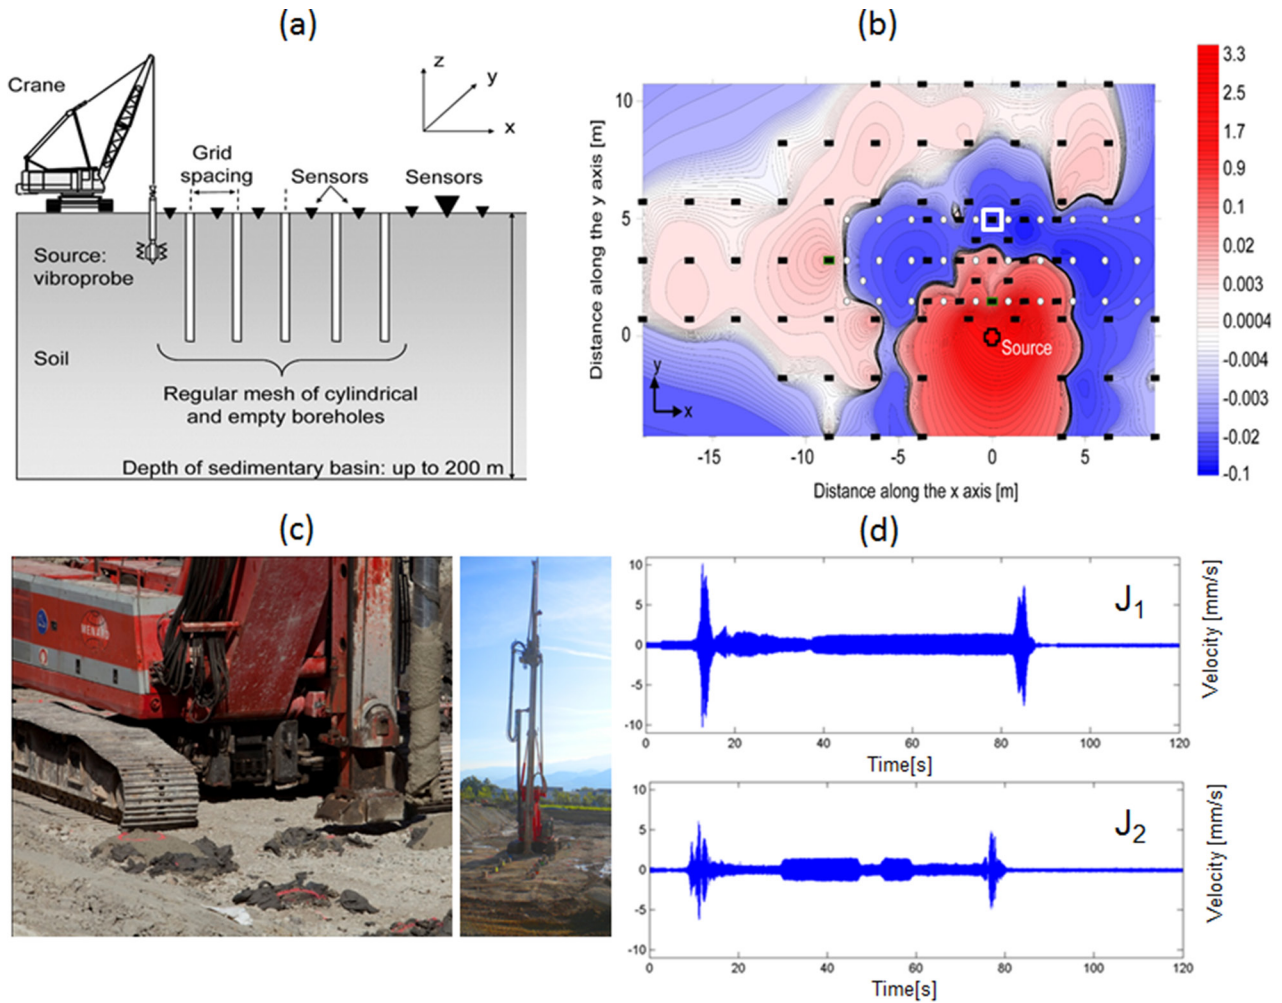 (a)
Crane
z
y
x
Grid
spacing
Sensors
Sensors
Source:
vibroprobe
Soil
Regular mesh of cylindrical
and empty boreholes
Depth of sedimentary basin: up to 200 m
(b)
Distance along the y axis [m]
10
5
0
Source
y
x
-15
-10
-5
0
5
Distance along the x axis [m]
3.3
2.5
1.7
0.9
0.1
0.02
0.003
0.0004
-0.004
-0.003
-0.02
-0.1
(c)
MENARD
(d)
10
5
0
-5
-10
J1
Velocity [mm/s]
0
20
40
60
80
100
120
Time[s]
10
5
0
-5
-10
J2
Velocity [mm/s]
0
20
40
60
80
100
120
Time[s]